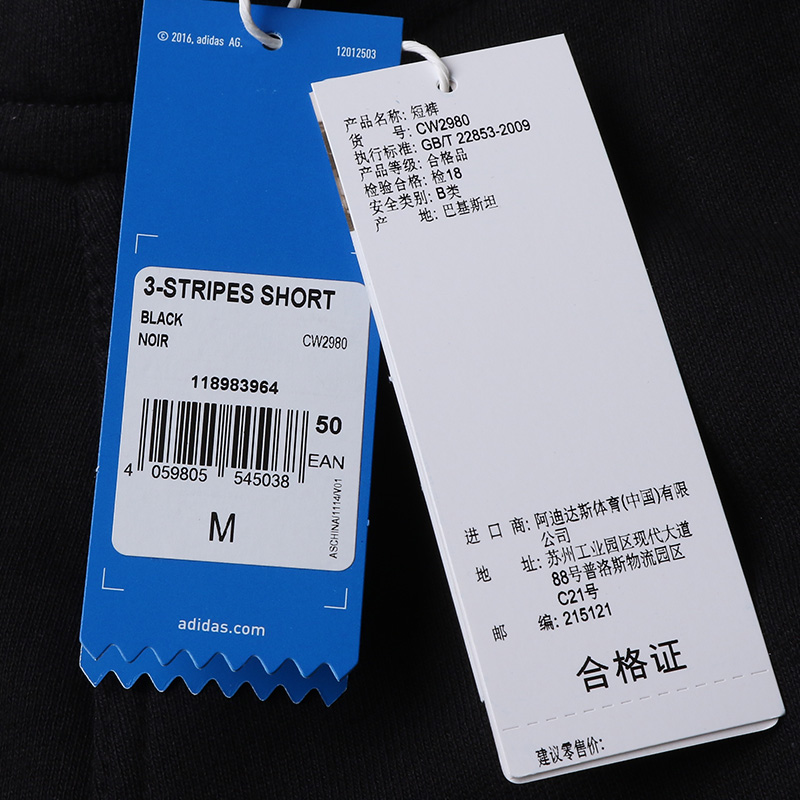 © 2016, adidas AG.
12012503
3-STRIPES SHORT
BLACK
NOIR
CW2980
118983964
50
EAN
4 059805 545038
M
ASCHINA/1114/V01
adidas.com
产品名称: 短裤
货 号: CW2980
执行标准: GB/T 22853-2009
产品等级: 合格品
检验合格: 检18
安全类别: B类
产 地: 巴基斯坦
进 口 商: 阿迪达斯体育(中国)有限
公司
地 址: 苏州工业园区现代大道
88号普洛斯物流园区
C21号
邮 编: 215121
合格证
建议零售价: